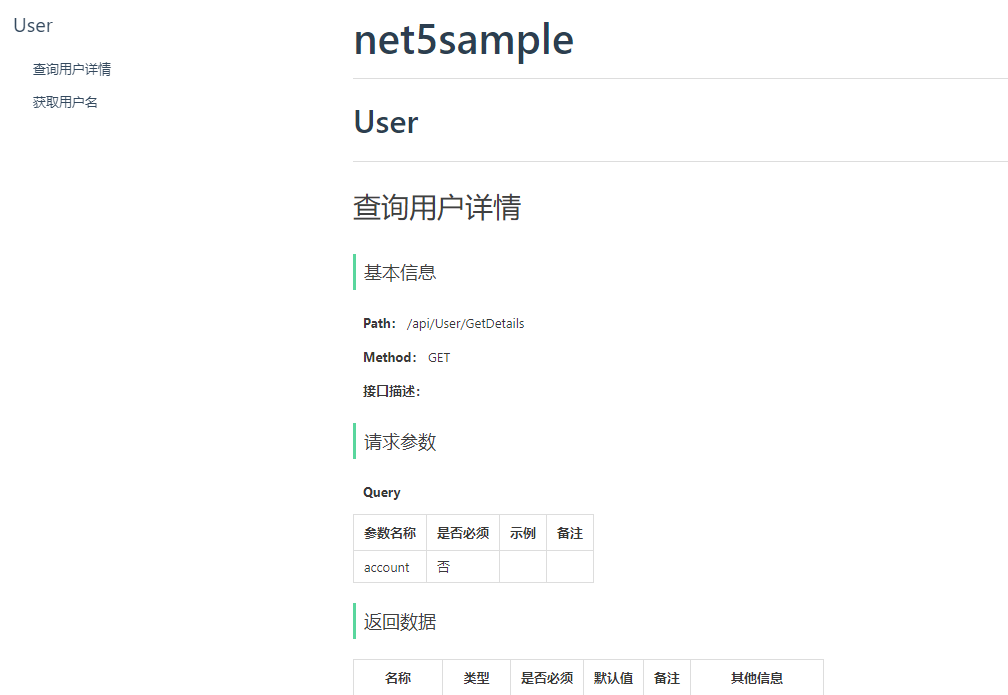 User
查询用户详情
获取用户名
net5sample
User
查询用户详情
基本信息
Path： /api/User/GetDetails
Method： GET
接口描述：
请求参数
Query
参数名称 是否必须 示例 备注
account 否
返回数据
名称 类型 是否必须 默认值 备注 其他信息